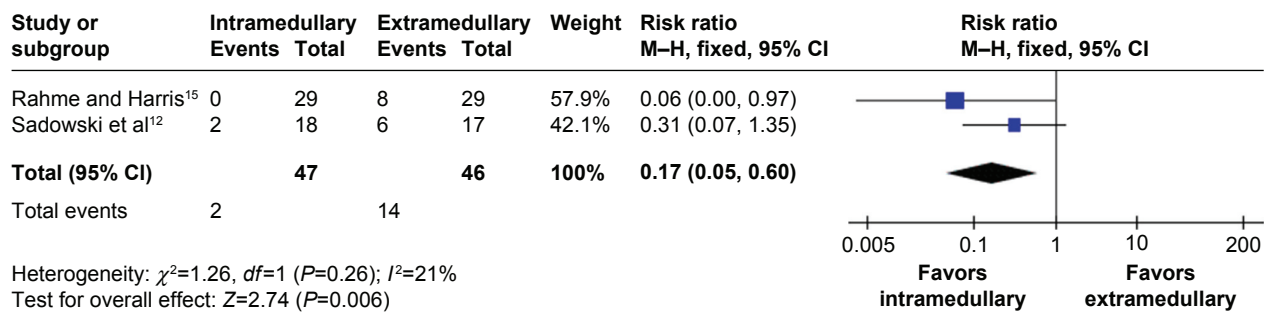 Study or Intramedullary Extramedullary Weight Risk ratio Risk ratio
subgroup Events Total Events Total M–H, fixed, 95% CI M–H, fixed, 95% CI
Rahme and Harris¹⁵ 0 29 8 29 57.9% 0.06 (0.00, 0.97)
Sadowski et al¹² 2 18 6 17 42.1% 0.31 (0.07, 1.35)
Total (95% CI) 47 46 100% 0.17 (0.05, 0.60)
Total events 2 14
0.005 0.1 1 10 200
Heterogeneity: χ²=1.26, df=1 (P=0.26); I²=21%
Test for overall effect: Z=2.74 (P=0.006)
Favors Favors
intramedullary extramedullary